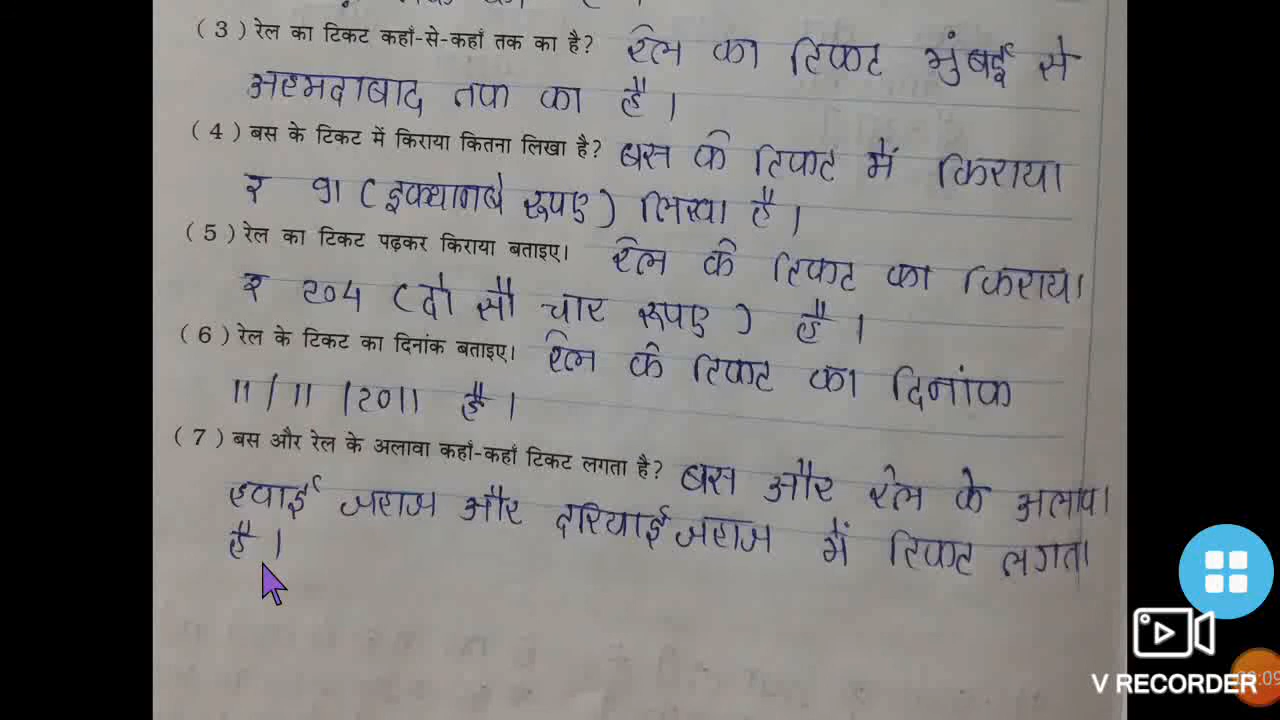 ( 3 ) रेल का टिकट कहाँ-से-कहाँ तक का है? रेल का टिकट मुंबई से
अहमदाबाद तक का है।
( 4 ) बस के टिकट में किराया कितना लिखा है? बस के टिकट में किराया
₹ 91 (इक्यानबे रूपए) लिखा है।
( 5 ) रेल का टिकट पढ़कर किराया बताइए। रेल के टिकट का किराया
₹ २०4 (दो सौ चार रूपए) है।
( 6 ) रेल के टिकट का दिनांक बताइए। रेल के टिकट का दिनांक
11 / 11 / २011 है।
( 7 ) बस और रेल के अलावा कहाँ-कहाँ टिकट लगता है? बस और रेल के अलावा
हवाई जहाज और दरियाई जहाज में टिकट लगता
है।
V RECORDER